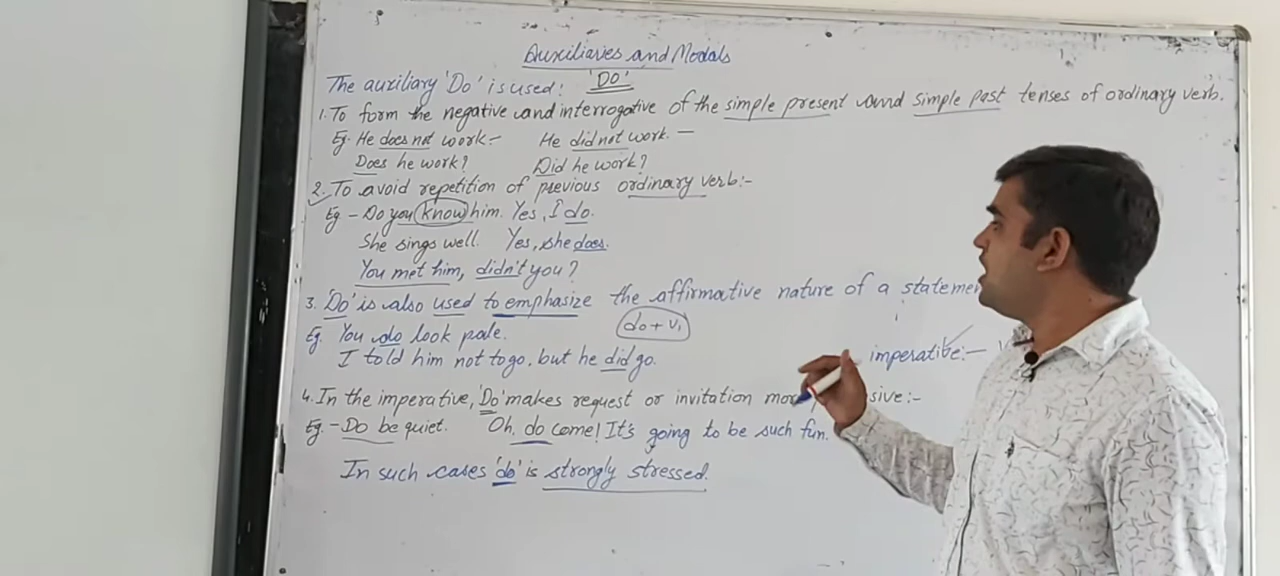 Auxiliaries and Modals
The auxiliary 'Do' is used: 'DO'
1. To form the negative and interrogative of the simple present and simple past tenses of ordinary verb.
Eg. He does not work- He did not work. -
Does he work? Did he work?
2. To avoid repetition of previous ordinary verb:-
Eg - Do you know him. Yes, I do.
She sings well. Yes, she does.
You met him, didn't you?
3. 'Do' is also used to emphasize the affirmative nature of a statemen
Eg. You do look pale. do + V1
I told him not to go, but he did go.
imperative:-
4. In the imperative, 'Do' makes request or invitation more sive:-
Eg. - Do be quiet. Oh, do come! It's going to be such fun.
In such cases 'do' is strongly stressed.